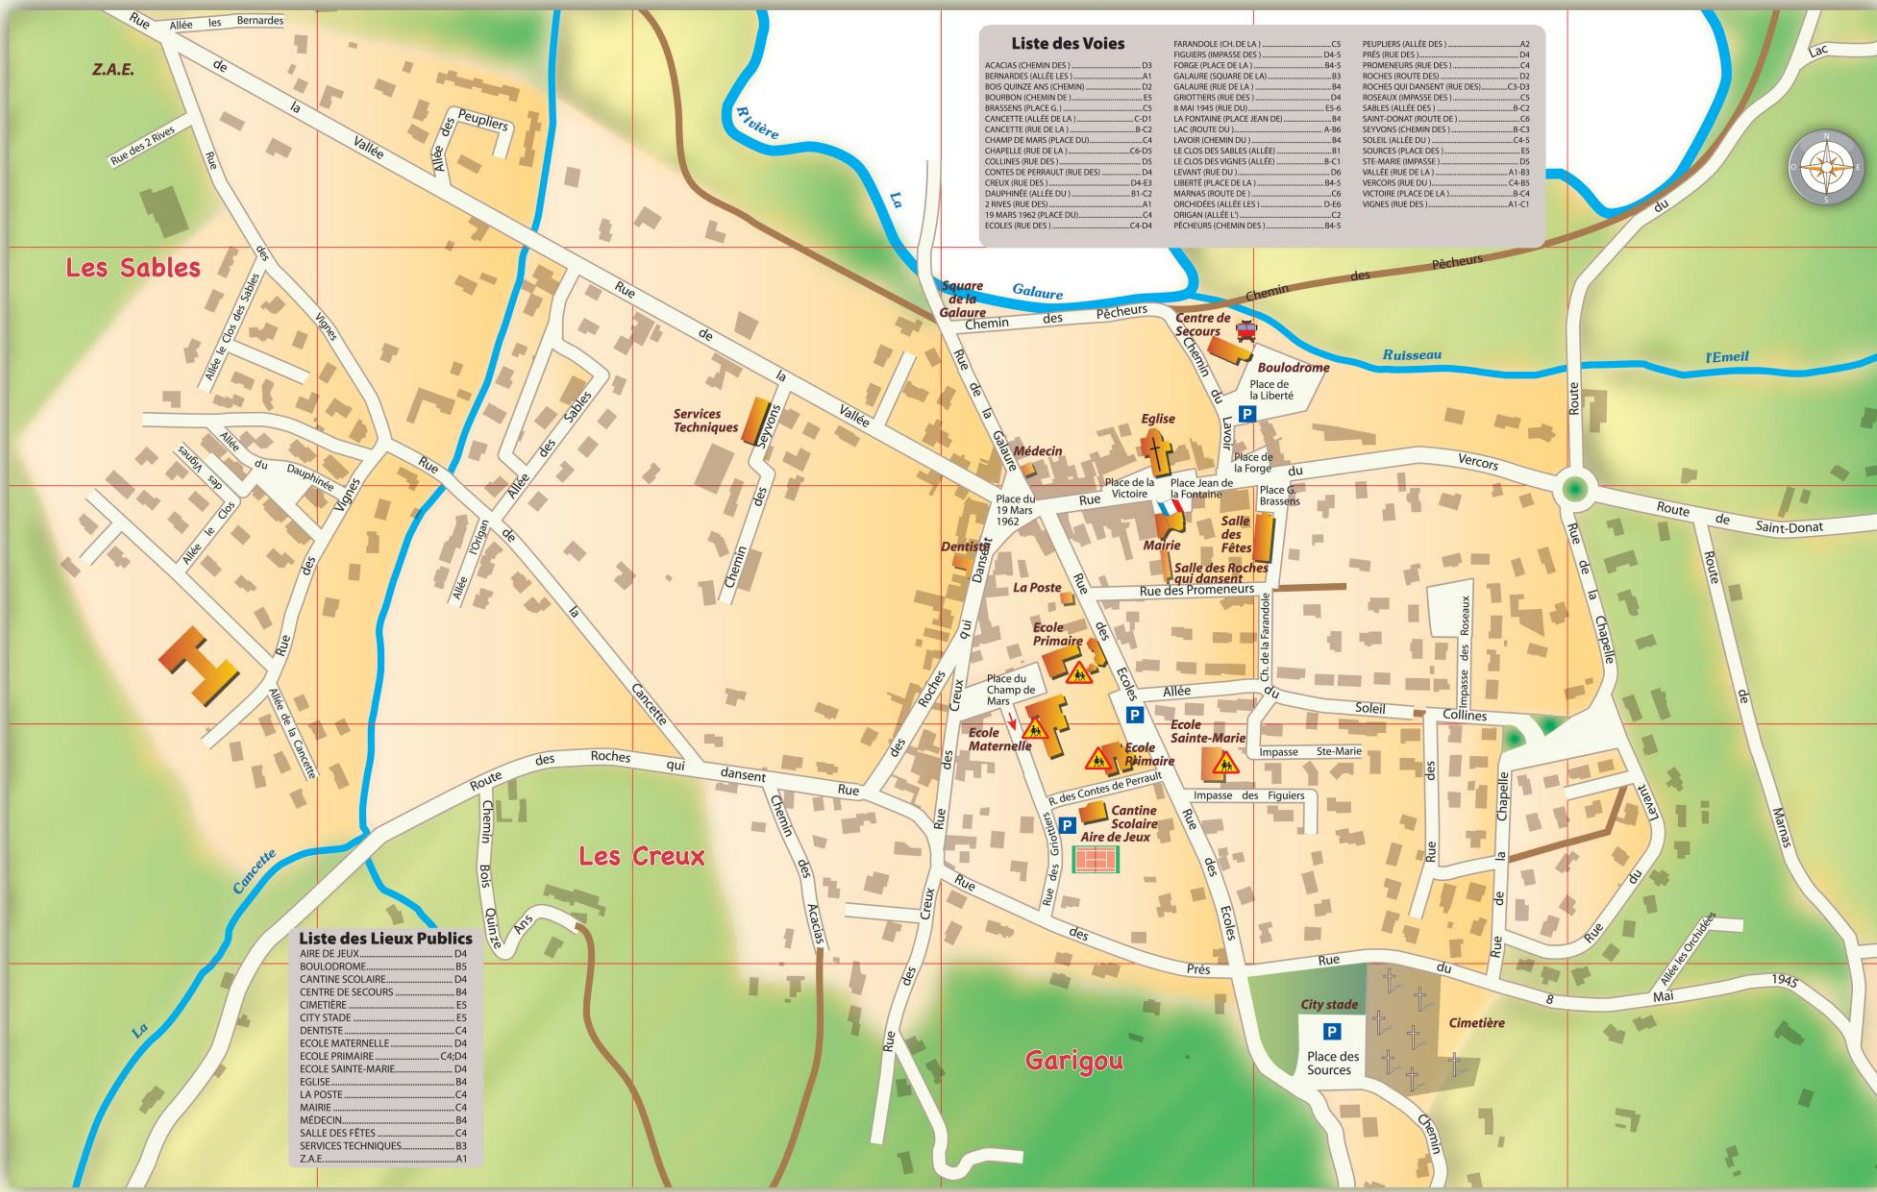 Liste des Voies
ACACIAS (CHEMIN DES ) D3
BERNARDES (ALLÉE LES ) A1
BOIS QUINZE ANS (CHEMIN) D2
BOURBON (CHEMIN DE ) E5
BRASSENS (PLACE G.) C5
CANCETTE (ALLÉE DE LA ) C-D1
CANCETTE (RUE DE LA ) B-C2
CHAMP DE MARS (PLACE DU) C4
CHAPELLE (RUE DE LA ) C6-D5
COLLINES (RUE DES ) D5
CONTES DE PERRAULT (RUE DES) D4
CREUX (RUE DES ) D4-E3
DAUPHINÉE (ALLÉE DU ) B1-C2
2 RIVES (RUE DES) A1
19 MARS 1962 (PLACE DU) C4
ECOLES (RUE DES ) C4-D4
FARANDOLE (CH. DE LA ) C5
FIGUIERS (IMPASSE DES ) D4-5
FORGE (PLACE DE LA ) B4-5
GALAURE (SQUARE DE LA) B3
GALAURE (RUE DE LA ) B4
GRIOTTIERS (RUE DES ) D4
8 MAI 1945 (RUE DU) E5-6
LA FONTAINE (PLACE JEAN DE) B4
LAC (ROUTE DU ) A-B6
LAVOIR (CHEMIN DU ) B4
LE CLOS DES SABLES (ALLÉE) B1
LE CLOS DES VIGNES (ALLÉE) B-C1
LEVANT (RUE DU ) D6
LIBERTÉ (PLACE DE LA ) B4-5
MARNAS (ROUTE DE ) C6
ORCHIDÉES (ALLÉE LES ) D-E6
ORIGAN (ALLÉE L') C2
PÊCHEURS (CHEMIN DES ) B4-5
PEUPLIERS (ALLÉE DES ) A2
PRÉS (RUE DES ) D4
PROMENEURS (RUE DES ) C4
ROCHES (ROUTE DES) D2
ROCHES QUI DANSENT (RUE DES) C3-D3
ROSEAUX (IMPASSE DES ) C5
SABLES (ALLÉE DES ) B-C2
SAINT-DONAT (ROUTE DE ) C6
SEYVONS (CHEMIN DES ) B-C3
SOLEIL (ALLÉE DU ) C4-5
SOURCES (PLACE DES ) E5
STE-MARIE (IMPASSE ) D5
VALLÉE (RUE DE LA ) A1-B3
VERCORS (RUE DU ) C4-B5
VICTOIRE (PLACE DE LA ) B-C4
VIGNES (RUE DES ) A1-C1
Rue de la Vallée
Allée les Bernardes
Z.A.E.
Rue des 2 Rives
Allée des Peupliers
Rue des Vignes
Les Sables
Allée le Clos des Sables
Allée du Dauphinée
Allée le Clos des Vignes
Rue des Vignes
Allée de la Cancette
Rue de la Cancette
Allée des Sables
Allée l'Origan
Rue de la Vallée
La Rivière
Galaure
Square
de la
Galaure
Chemin des Pêcheurs
Chemin des Pêcheurs
Centre de
Secours
Boulodrome
Place de
la Liberté
P
Chemin du Lavoir
Ruisseau l'Emeil
Route du Lac
N
E
S
O
Services
Techniques
Chemin des Seyvons
Rue de la Galaure
Médecin
Eglise
Place de
la Forge
Place de la
Victoire
Place Jean de
la Fontaine
Place G.
Brassens
Rue du Vercors
Route de Saint-Donat
Place du
19 Mars
1962
Mairie
Salle
des
Fêtes
Salle des Roches
qui dansent
Dentiste
La Poste
Rue des Promeneurs
Ch. de la Farandole
Rue des Ecoles
Ecole
Primaire
Place du
Champ de
Mars
Ecole
Maternelle
P
Ecole
Primaire
Ecole
Sainte-Marie
Allée du Soleil
Impasse des Roseaux
Collines
Rue des
Impasse Ste-Marie
Impasse des Figuiers
R. des Contes de Perrault
Cantine
Scolaire
P
Aire de Jeux
Rue des Griottiers
Rue de la Chapelle
Rue de la Chapelle
Rue du Levant
Route de Marnas
Allée les Orchidées
Rue des Roches qui Dansent
Rue des Creux
Route des Roches qui dansent
Rue des Prés
Rue des Ecoles
Rue du 8 Mai 1945
Chemin des Acacias
Chemin Bois Quinze Ans
Les Creux
La Cancette
Rue des Creux
Garigou
City stade
P
Place des
Sources
Cimetière
Chemin
Liste des Lieux Publics
AIRE DE JEUX D4
BOULODROME B5
CANTINE SCOLAIRE D4
CENTRE DE SECOURS B4
CIMETIÈRE E5
CITY STADE E5
DENTISTE C4
ECOLE MATERNELLE D4
ECOLE PRIMAIRE C4;D4
ECOLE SAINTE-MARIE D4
EGLISE B4
LA POSTE C4
MAIRIE C4
MÉDECIN B4
SALLE DES FÊTES C4
SERVICES TECHNIQUES B3
Z.A.E. A1